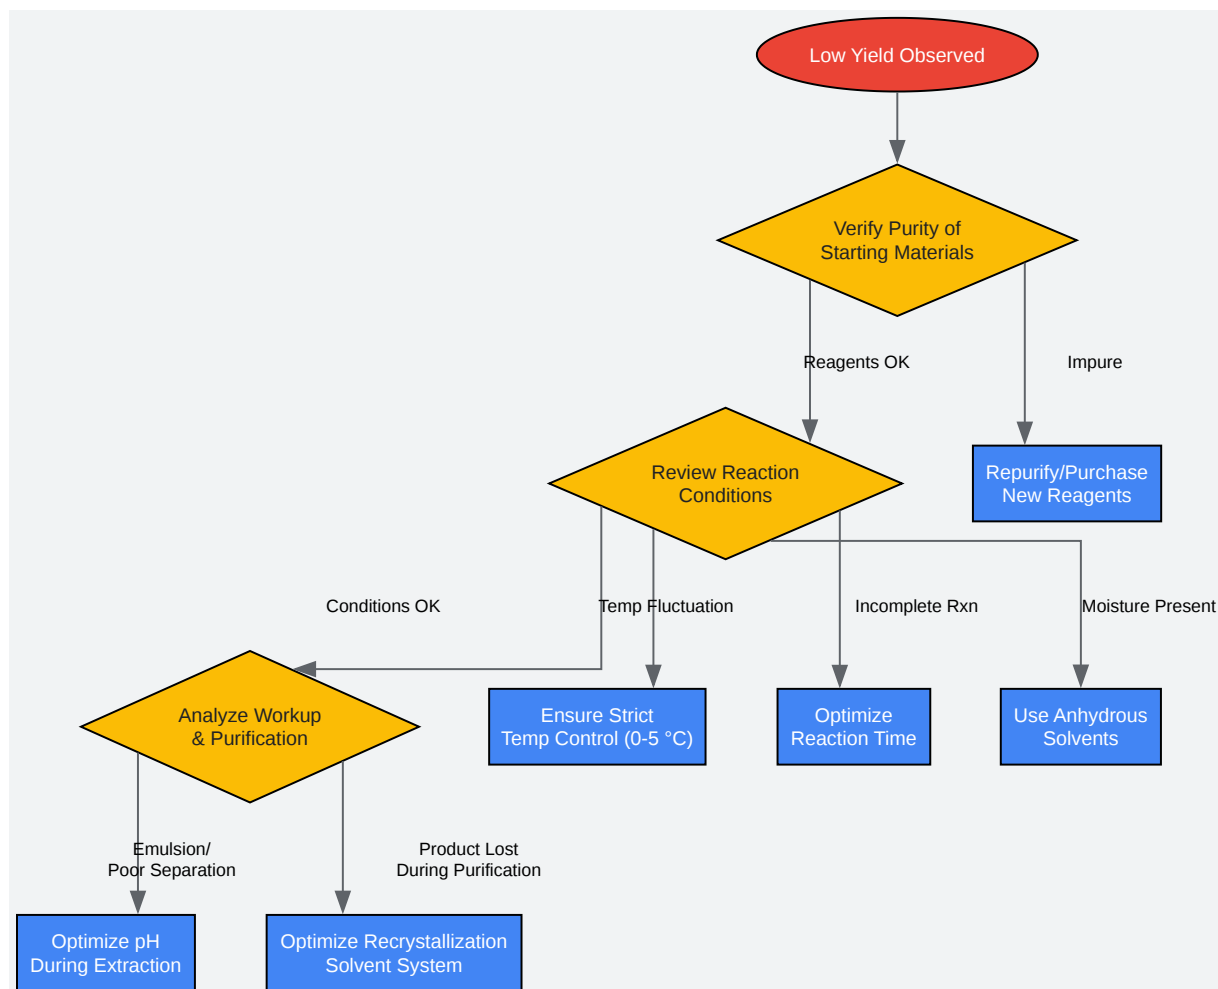 Low Yield Observed
Verify Purity of
Starting Materials
Reagents OK
Impure
Review Reaction
Conditions
Repurify/Purchase
New Reagents
Conditions OK
Temp Fluctuation
Incomplete Rxn
Moisture Present
Analyze Workup
& Purification
Ensure Strict
Temp Control (0-5 °C)
Optimize
Reaction Time
Use Anhydrous
Solvents
Emulsion/
Poor Separation
Product Lost
During Purification
Optimize pH
During Extraction
Optimize Recrystallization
Solvent System